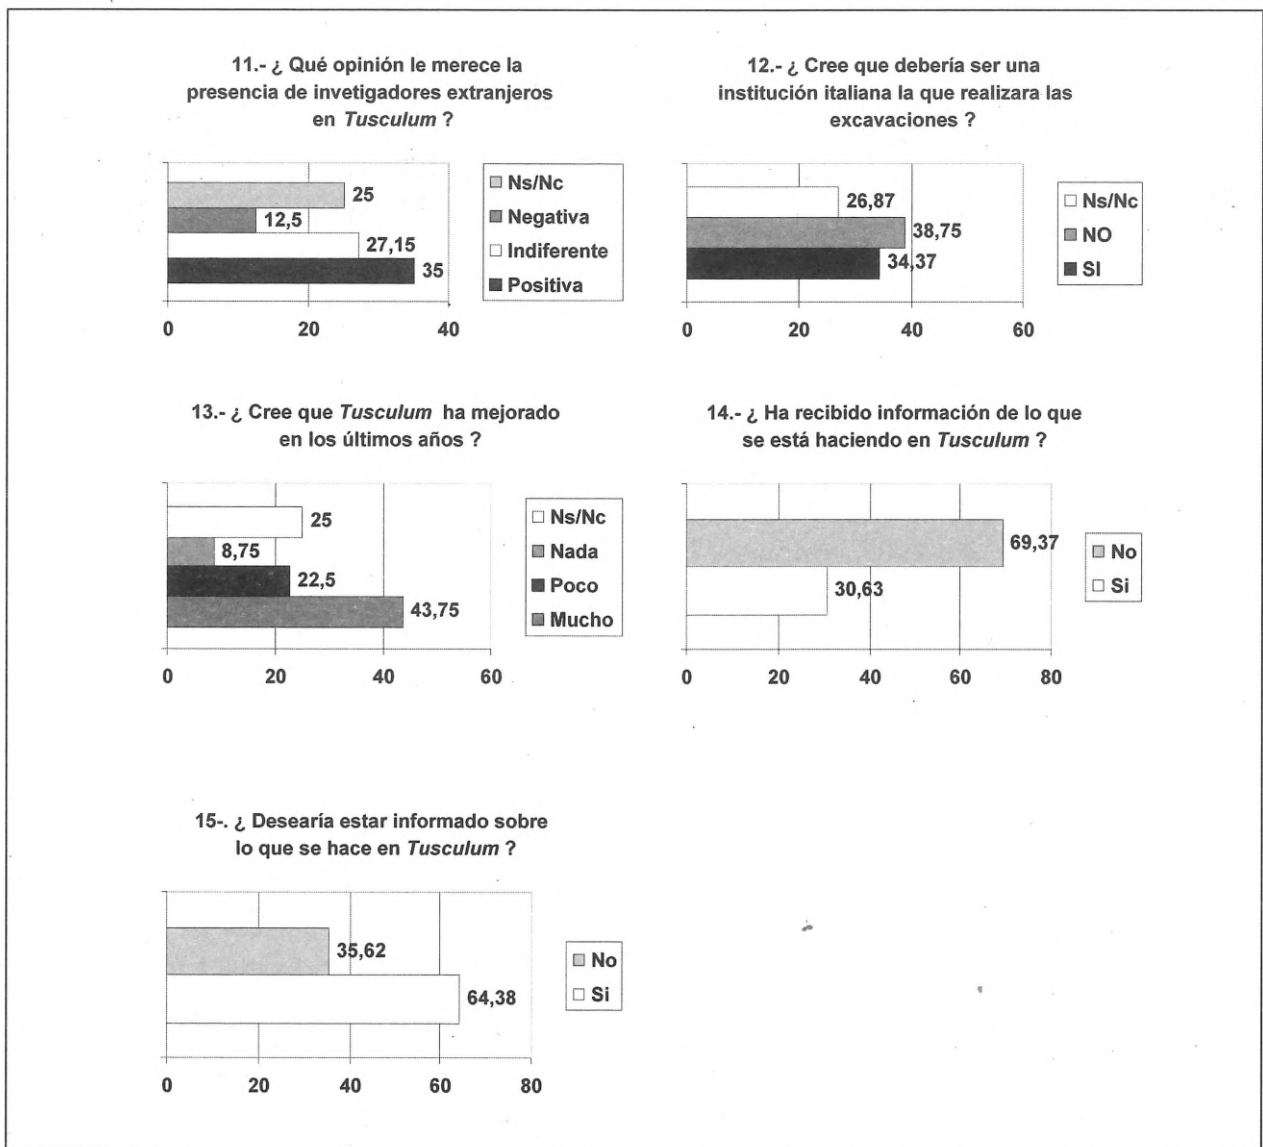 11.- ¿ Qué opinión le merece la
presencia de invetigadores extranjeros
en Tusculum ?
25
12,5
27,15
35
0 20 40
Ns/Nc
Negativa
Indiferente
Positiva
12.- ¿ Cree que debería ser una
institución italiana la que realizara las
excavaciones ?
26,87
38,75
34,37
0 20 40 60
Ns/Nc
NO
SI
13.- ¿ Cree que Tusculum ha mejorado
en los últimos años ?
25
8,75
22,5
43,75
0 20 40 60
Ns/Nc
Nada
Poco
Mucho
14.- ¿ Ha recibido información de lo que
se está haciendo en Tusculum ?
69,37
30,63
0 20 40 60 80
No
Si
15-. ¿ Desearía estar informado sobre
lo que se hace en Tusculum ?
35,62
64,38
0 20 40 60 80
No
Si